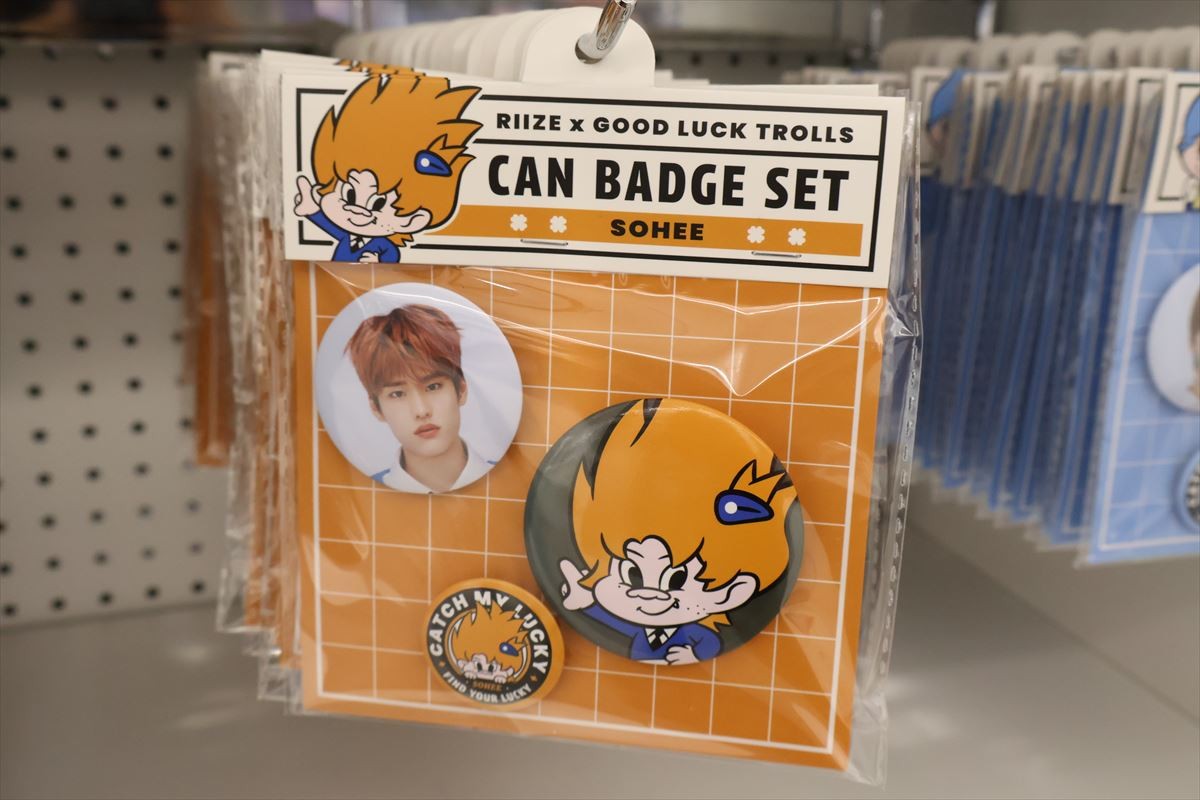 RIIZE x GOOD LUCK TROLLS
CAN BADGE SET
SOHEE
CATCH MY LUCKY
SOHEE
FIND YOUR LUCKY